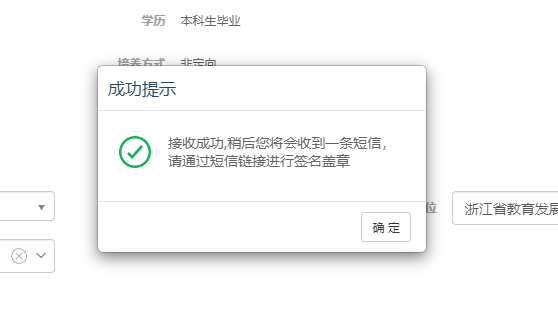 学历 本科生毕业
培养方式 非定向
成功提示
接收成功,稍后您将会收到一条短信，
请通过短信链接进行签名盖章
位 浙江省教育发展
确 定